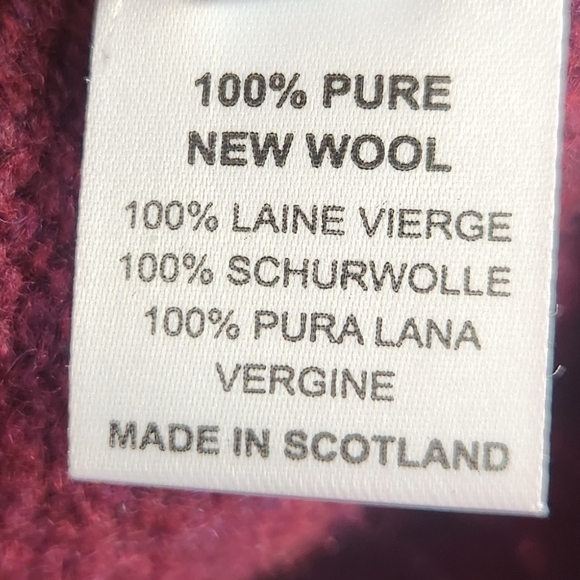 100% PURE
NEW WOOL
100% LAINE VIERGE
100% SCHURWOLLE
100% PURA LANA
VERGINE
MADE IN SCOTLAND